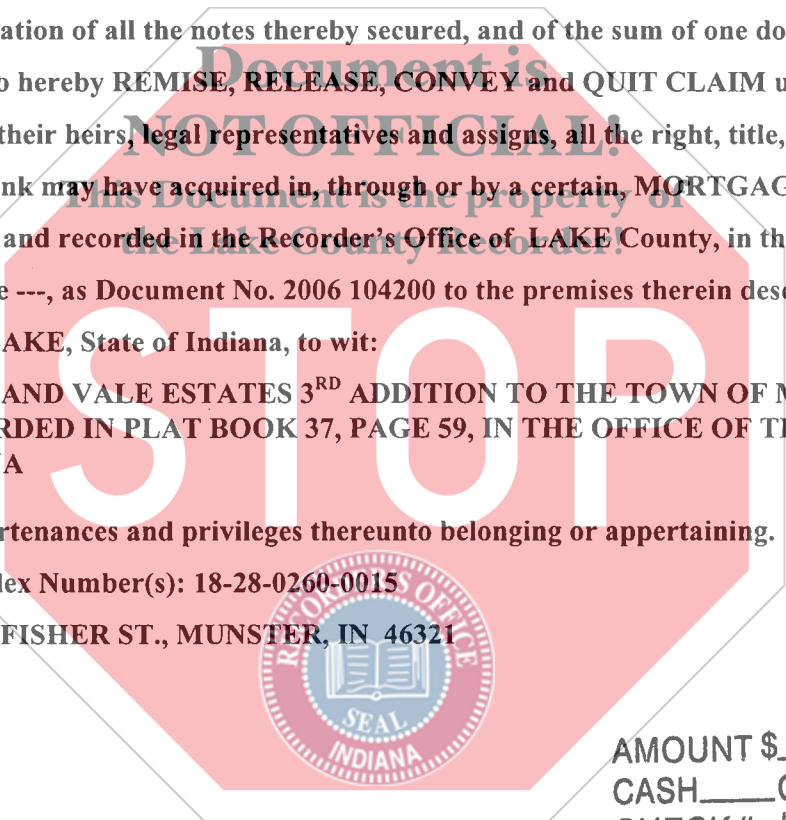 ation of all the notes thereby secured, and of the sum of one do
Document is
o hereby REMISE, RELEASE, CONVEY and QUIT CLAIM u
NOT OFFICIAL!
their heirs, legal representatives and assigns, all the right, title,
This Document is the property of
nk may have acquired in, through or by a certain, MORTGAG
the Lake County Recorder!
and recorded in the Recorder's Office of LAKE County, in th
e ---, as Document No. 2006 104200 to the premises therein desc
AKE, State of Indiana, to wit:
STOP
AND VALE ESTATES 3RD ADDITION TO THE TOWN OF M
RDED IN PLAT BOOK 37, PAGE 59, IN THE OFFICE OF TH
A
rtenances and privileges thereunto belonging or appertaining.
lex Number(s): 18-28-0260-0015
FISHER ST., MUNSTER, IN 46321
RECORDER'S OFFICE
SEAL
INDIANA
AMOUNT $
CASH